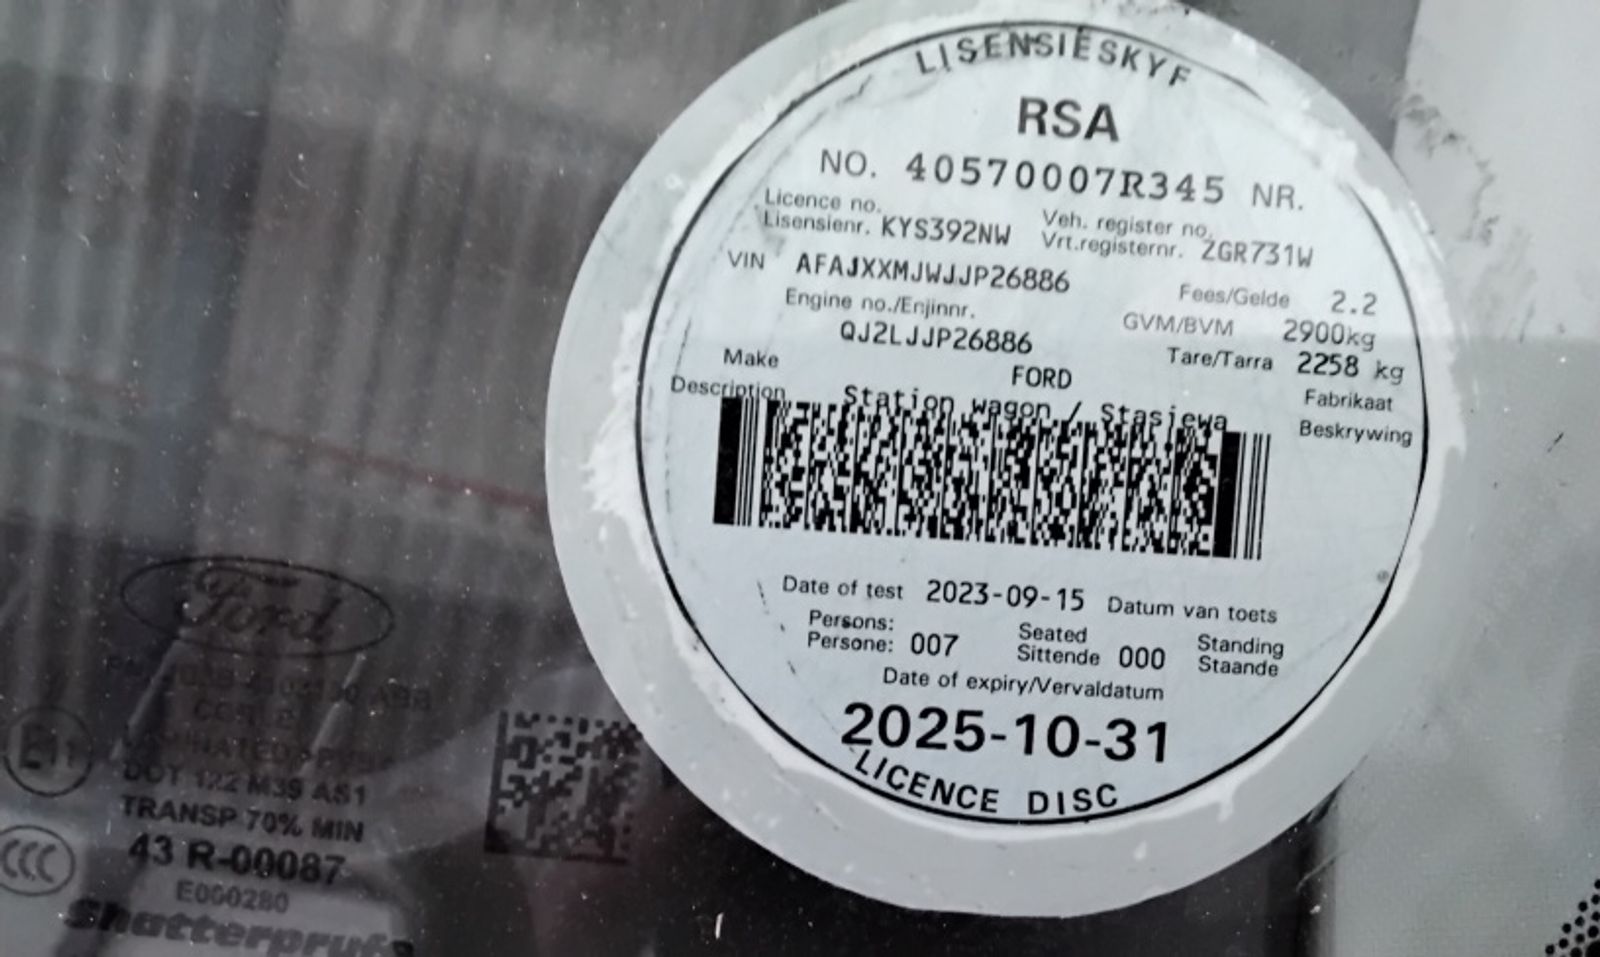 LISENSIESKYF
RSA
NO. 40570007R345 NR.
Licence no.
Lisensienr. KYS392NW
Veh. register no.
Vrt.registernr. ZGR731W
VIN AFAJXXMJWJJP26886
Fees/Gelde 2.2
Engine no./Enjinnr.
QJ2LJJP26886
GVM/BVM 2900kg
Tare/Tarra 2258 kg
Make FORD Fabrikaat
Description Station wagon / Stasiewa Beskrywing
Date of test 2023-09-15 Datum van toets
Persons:
Persone: 007
Seated
Sittende 000
Standing
Staande
Date of expiry/Vervaldatum
2025-10-31
LICENCE DISC
Ford
E11
DOT 122 M39 AS1
TRANSP 70% MIN
43 R-00087
CCC
E000280
Shatterprufe